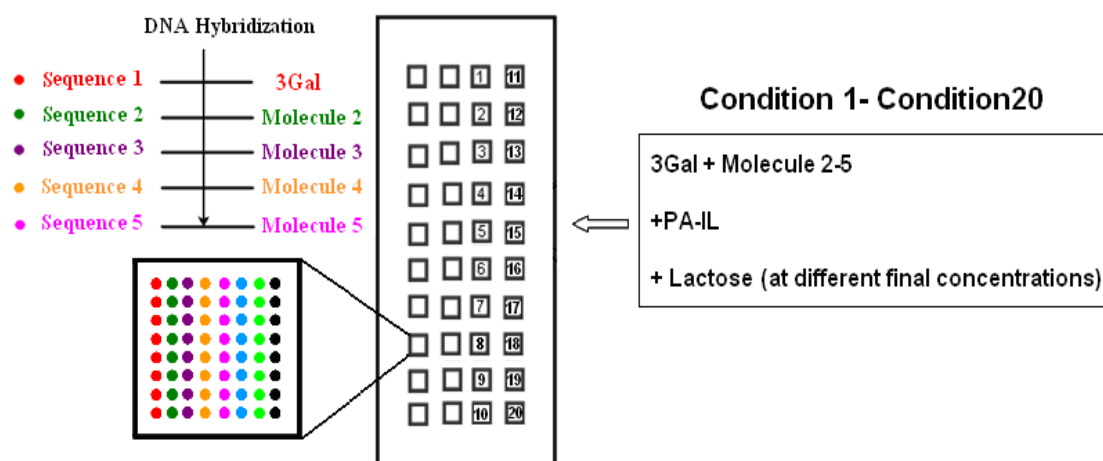 DNA Hybridization
Sequence 1 3Gal
Sequence 2 Molecule 2
Sequence 3 Molecule 3
Sequence 4 Molecule 4
Sequence 5 Molecule 5
1 11
2 12
3 13
4 14
5 15
6 16
7 17
8 18
9 19
10 20
Condition 1- Condition20
3Gal + Molecule 2-5
+PA-IL
+ Lactose (at different final concentrations)